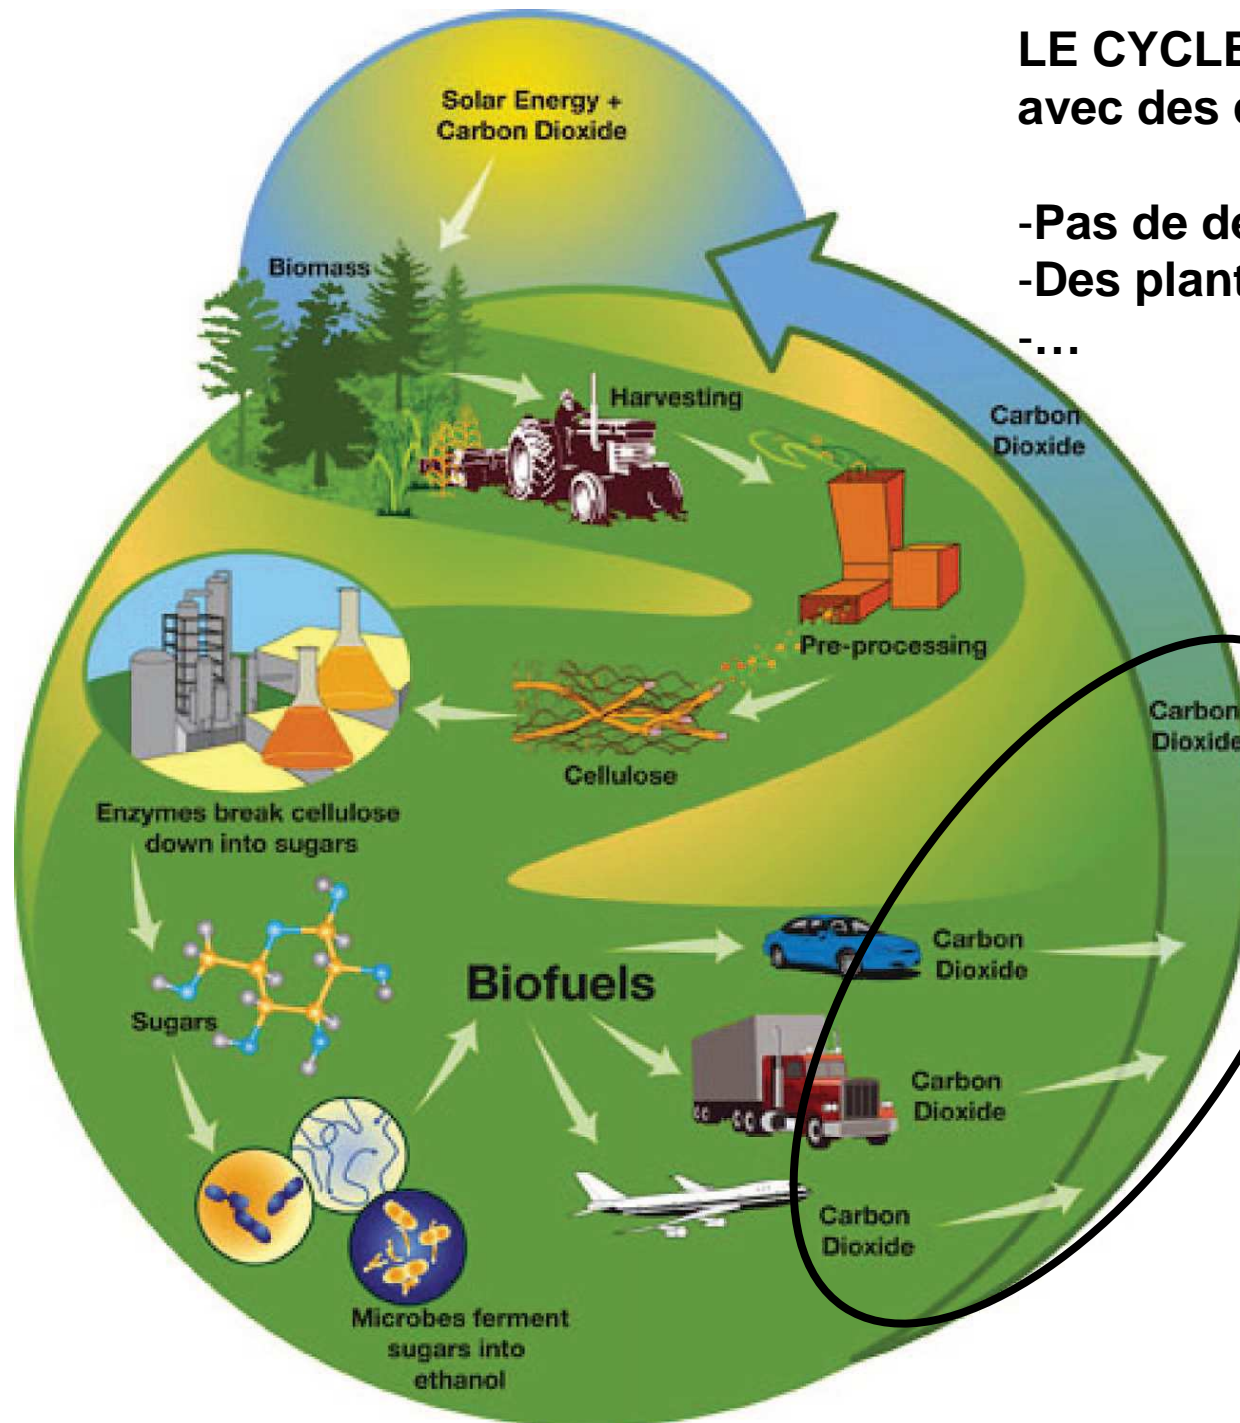 LE CYCLE
avec des
-Pas de
-Des
-...
Solar Energy +
Carbon Dioxide
Biomass
Harvesting
Carbon
Dioxide
Pre-processing
Carbon
Dioxide
Cellulose
Enzymes break cellulose
down into sugars
Carbon
Dioxide
Biofuels
Sugars
Carbon
Dioxide
Carbon
Dioxide
Microbes ferment
sugars into
ethanol